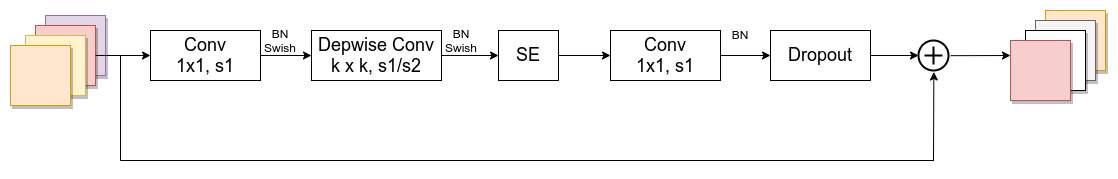 Conv
1x1, s1
BN
Swish
Depwise Conv
k x k, s1/s2
BN
Swish
SE
Conv
1x1, s1
BN
Dropout